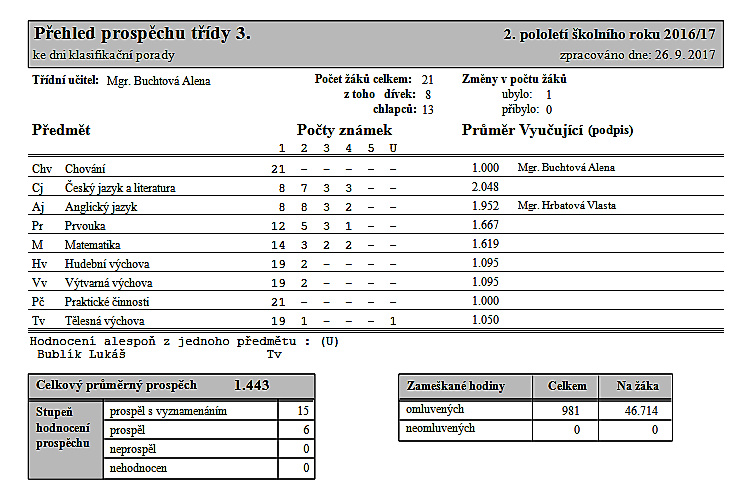 Přehled prospěchu třídy 3. 2. pololetí školního roku 2016/17
ke dni klasifikační porady zpracováno dne: 26. 9. 2017
Třídní učitel: Mgr. Buchtová Alena Počet žáků celkem: 21 Změny v počtu žáků
z toho dívek: 8 ubylo: 1
chlapců: 13 přibylo: 0
Předmět Počty známek Průměr Vyučující (podpis)
1 2 3 4 5 U
Chv Chování 21 – – – – – 1.000 Mgr. Buchtová Alena
Cj Český jazyk a literatura 8 7 3 3 – – 2.048
Aj Anglický jazyk 8 8 3 2 – – 1.952 Mgr. Hrbatová Vlasta
Pr Prvouka 12 5 3 1 – – 1.667
M Matematika 14 3 2 2 – – 1.619
Hv Hudební výchova 19 2 – – – – 1.095
Vv Výtvarná výchova 19 2 – – – – 1.095
Pč Praktické činnosti 21 – – – – – 1.000
Tv Tělesná výchova 19 1 – – – 1 1.050
Hodnocení alespoň z jednoho předmětu : (U)
Bublík Lukáš Tv
Celkový průměrný prospěch 1.443
Stupeň hodnocení prospěchu
prospěl s vyznamenáním 15
prospěl 6
neprospěl 0
nehodnocen 0
Zameškané hodiny Celkem Na žáka
omluvených 981 46.714
neomluvených 0 0